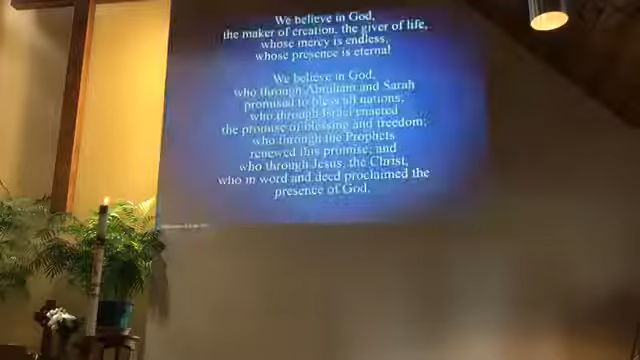 We believe in God,
the maker of creation, the giver of life,
whose mercy is endless,
whose presence is eternal
We believe in God,
who through Abraham and Sarah
promised to bless all nations,
who through Israel enacted
the promise of blessing and freedom;
who through the Prophets
renewed this promise; and
who through Jesus, the Christ,
who in word and deed proclaimed the
presence of God.